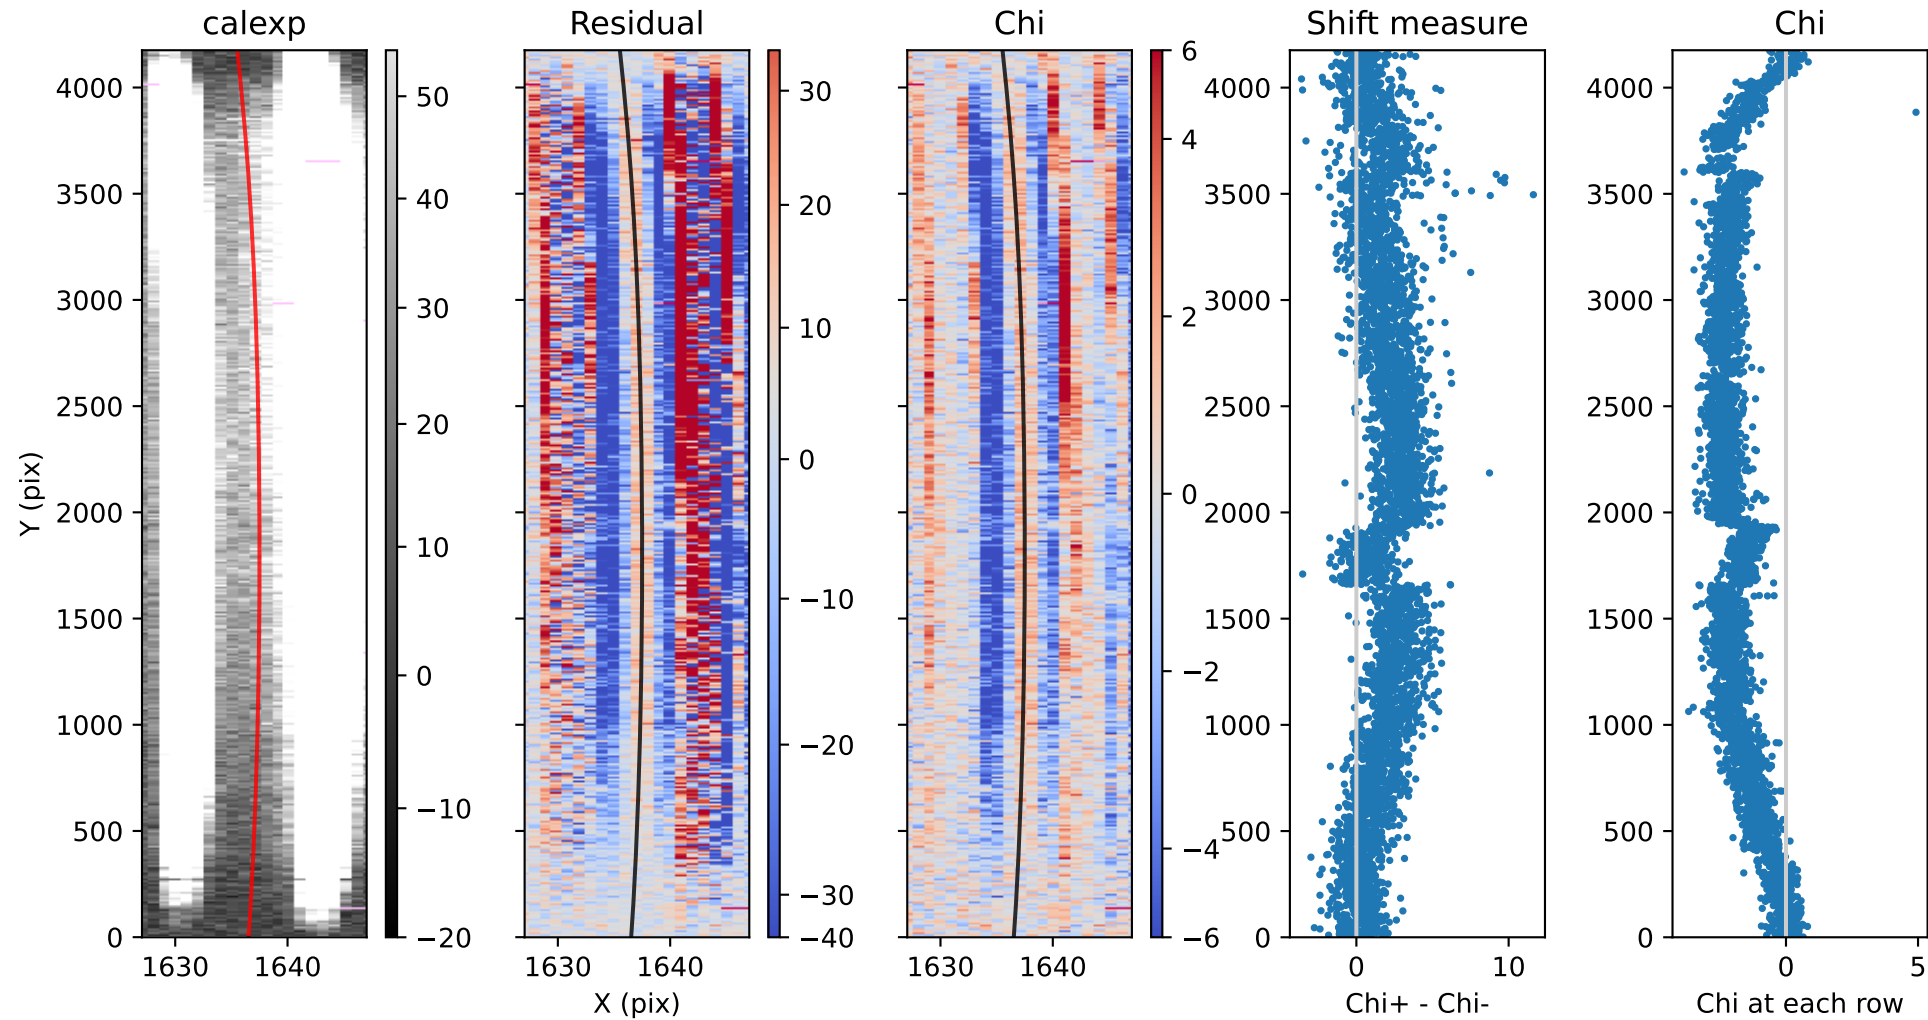 calexp Residual Chi Shift measure Chi
4000 50 30 6 4000 4000
3500 40 20 4 3500 3500
3000 30 10 2 3000 3000
2500 20 0 0 2500 2500
2000 10 −10 −2 2000 2000
1500 0 −20 −4 1500 1500
1000 −10 −30 −6 1000 1000
500 −20 −40 500 500
0 0 0
1630 1640 1630 1640 1630 1640 0 10 0 5
Y (pix)
X (pix) Chi+ - Chi- Chi at each row